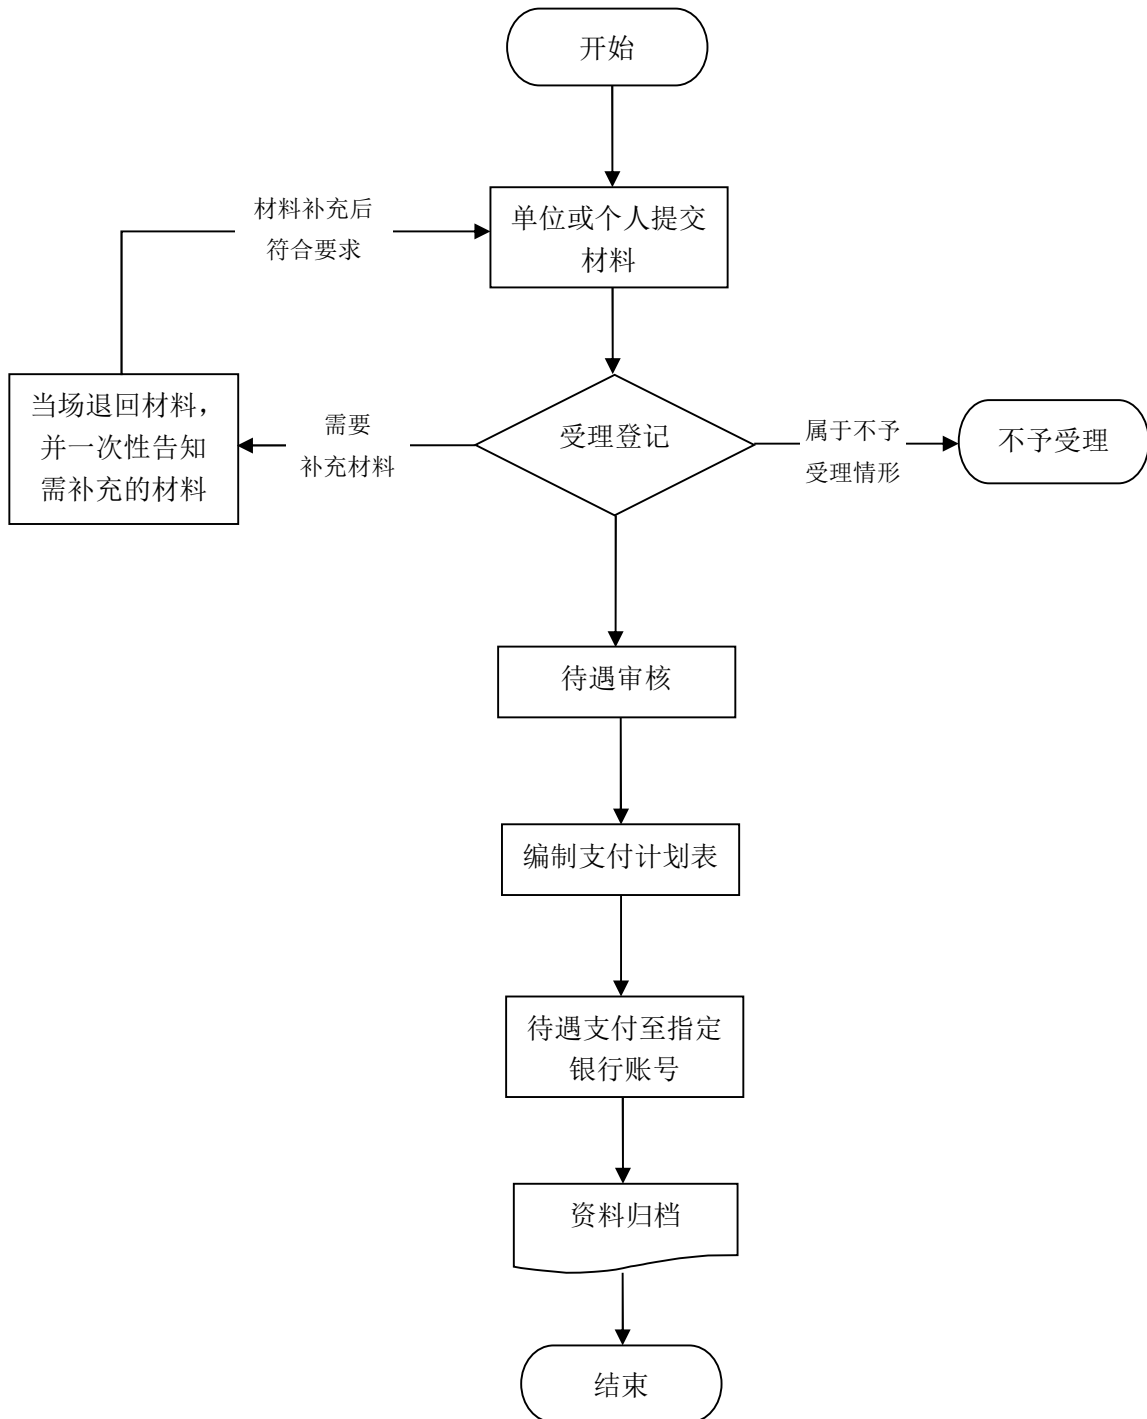 开始
材料补充后
符合要求
单位或个人提交
材料
当场退回材料，
并一次性告知
需补充的材料
需要
补充材料
受理登记
属于不予
受理情形
不予受理
待遇审核
编制支付计划表
待遇支付至指定
银行账号
资料归档
结束